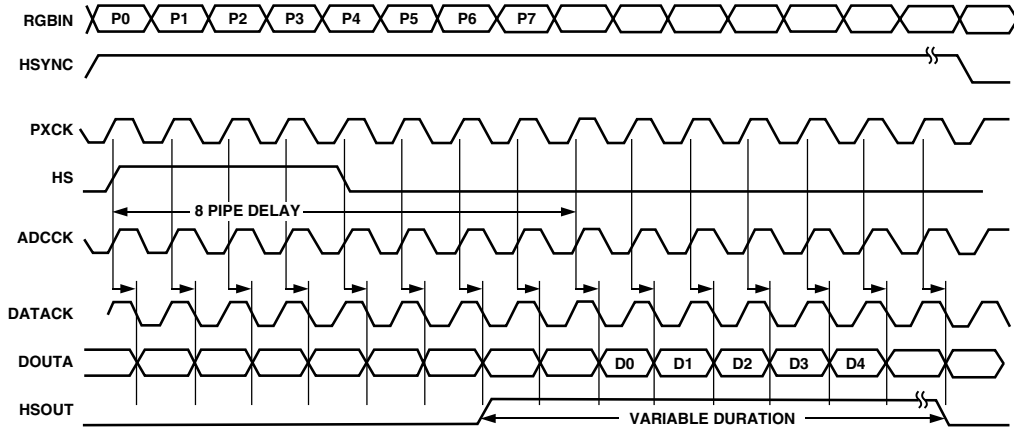 RGBIN P0 P1 P2 P3 P4 P5 P6 P7
HSYNC
PXCK
HS
8 PIPE DELAY
ADCCK
DATACK
DOUTA D0 D1 D2 D3 D4
HSOUT VARIABLE DURATION